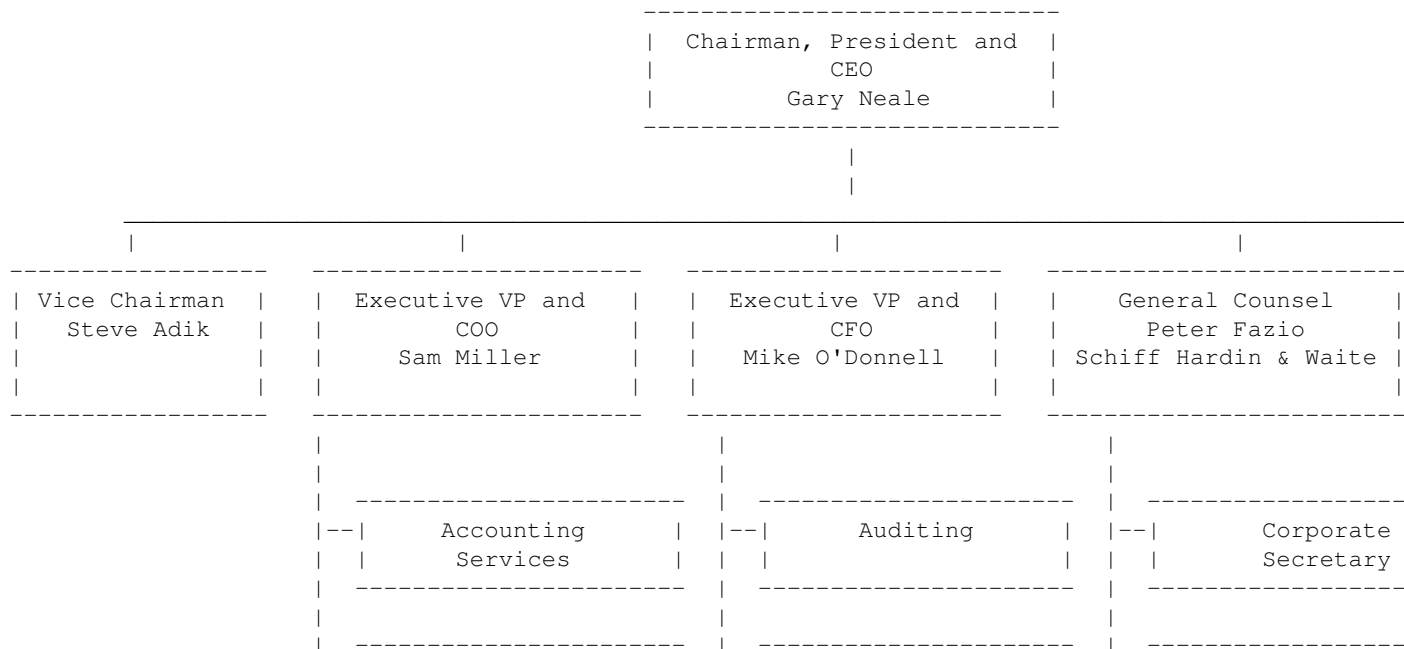 Chairman, President and
CEO
Gary Neale
Vice Chairman
Steve Adik
Executive VP and
COO
Sam Miller
Executive VP and
CFO
Mike O'Donnell
General Counsel
Peter Fazio
Schiff Hardin & Waite
Accounting
Services
Auditing
Corporate
Secretary